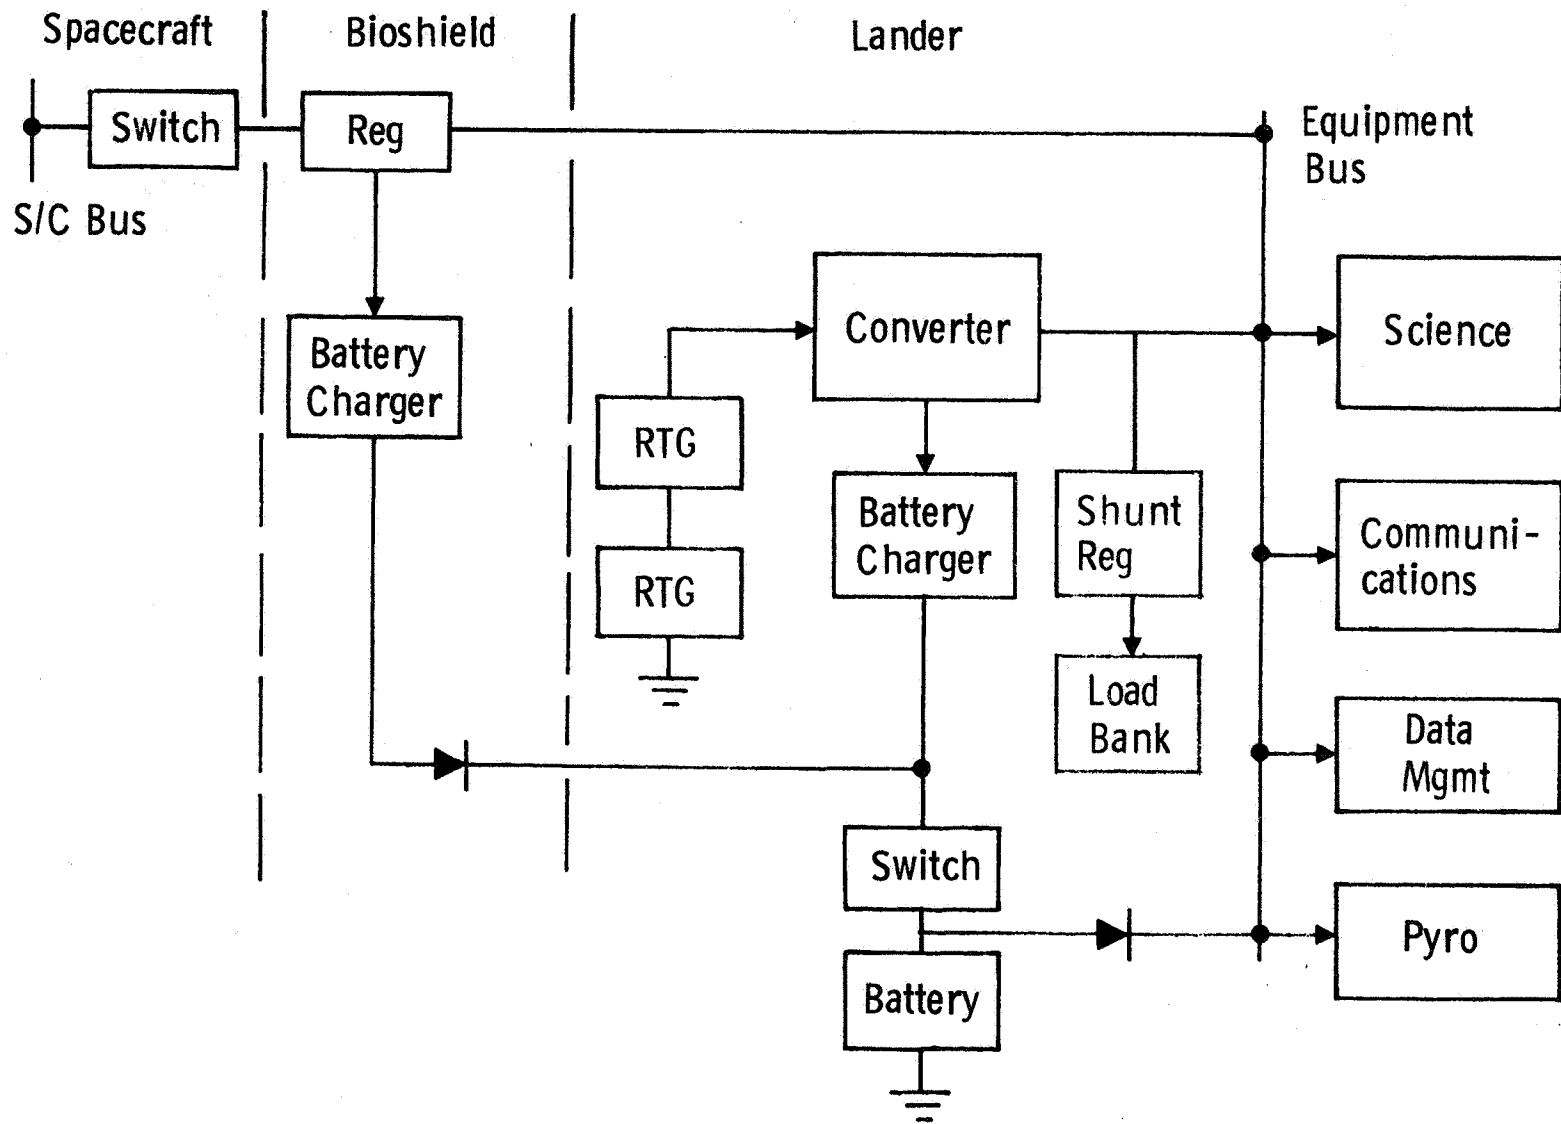 Spacecraft
Bioshield
Lander
Switch
Reg
Equipment
Bus
S/C Bus
Converter
Science
Battery
Charger
RTG
Battery
Charger
Shunt
Reg
Communi-
cations
RTG
Load
Bank
Data
Mgmt
Switch
Pyro
Battery